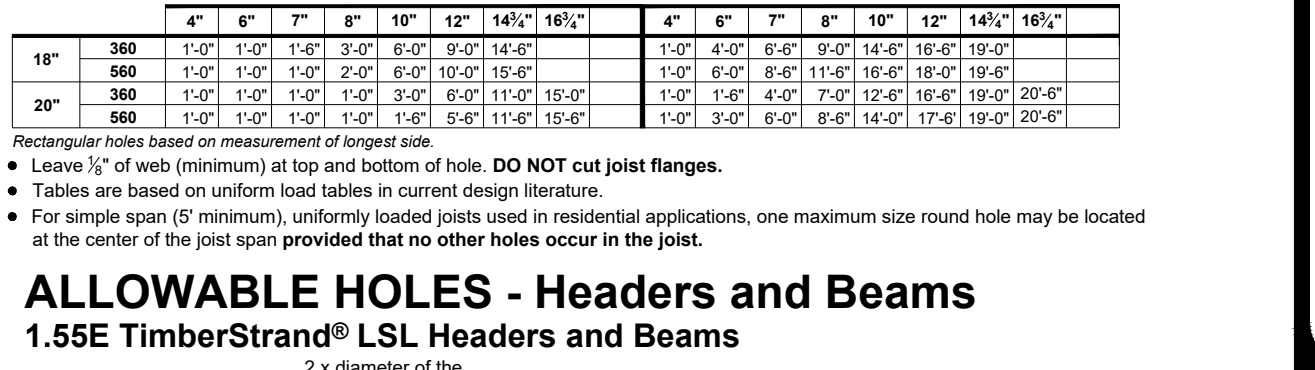 4" 6" 7" 8" 10" 12" 14¾" 16¾" 4" 6" 7" 8" 10" 12" 14¾" 16¾"
18" 360 1'-0" 1'-0" 1'-6" 3'-0" 6'-0" 9'-0" 14'-6" 1'-0" 4'-0" 6'-6" 9'-0" 14'-6" 16'-6" 19'-0"
560 1'-0" 1'-0" 1'-0" 2'-0" 6'-0" 10'-0" 15'-6" 1'-0" 6'-0" 8'-6" 11'-6" 16'-6" 18'-0" 19'-6"
20" 360 1'-0" 1'-0" 1'-0" 1'-0" 3'-0" 6'-0" 11'-0" 15'-0" 1'-0" 1'-6" 4'-0" 7'-0" 12'-6" 16'-6" 19'-0" 20'-6"
560 1'-0" 1'-0" 1'-0" 1'-0" 1'-6" 5'-6" 11'-6" 15'-6" 1'-0" 3'-0" 6'-0" 8'-6" 14'-0" 17'-6' 19'-0" 20'-6"
Rectangular holes based on measurement of longest side.
• Leave ⅛" of web (minimum) at top and bottom of hole. DO NOT cut joist flanges.
• Tables are based on uniform load tables in current design literature.
• For simple span (5' minimum), uniformly loaded joists used in residential applications, one maximum size round hole may be located
at the center of the joist span provided that no other holes occur in the joist.
ALLOWABLE HOLES - Headers and Beams
1.55E TimberStrand® LSL Headers and Beams
2 x diameter of the